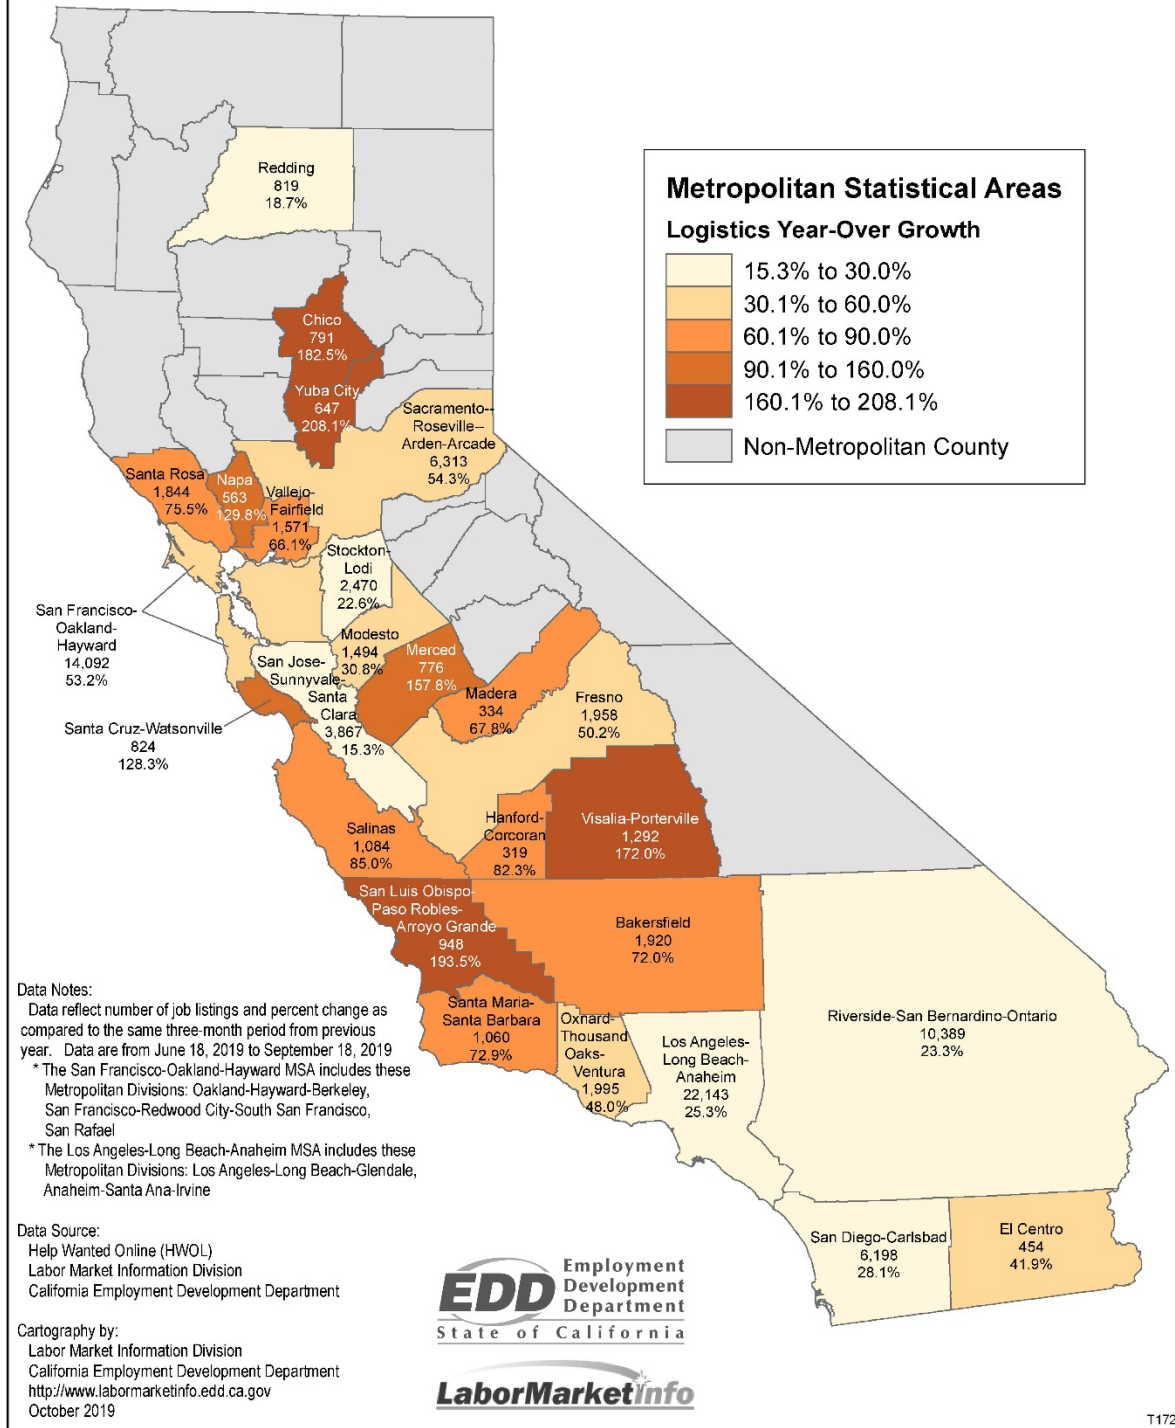 Redding
819
18.7%
Metropolitan Statistical Areas
Logistics Year-Over Growth
15.3% to 30.0%
30.1% to 60.0%
60.1% to 90.0%
90.1% to 160.0%
160.1% to 208.1%
Non-Metropolitan County
Chico
791
182.5%
Yuba City
647
208.1%
Sacramento--
Roseville--
Arden-Arcade
6,313
54.3%
Santa Rosa
1,844
75.5%
Napa
563
129.8%
Vallejo-
Fairfield
1,571
66.1%
Stockton-
Lodi
2,470
22.6%
San Francisco-
Oakland-
Hayward
14,092
53.2%
Modesto
1,494
30.8%
San Jose-
Sunnyvale-
Santa
Clara
3,867
15.3%
Merced
776
157.8%
Madera
334
67.8%
Fresno
1,958
50.2%
Santa Cruz-Watsonville
824
128.3%
Salinas
1,084
85.0%
Hanford-
Corcoran
319
82.3%
Visalia-Porterville
1,292
172.0%
San Luis Obispo-
Paso Robles-
Arroyo Grande
948
193.5%
Bakersfield
1,920
72.0%
Santa Maria-
Santa Barbara
1,060
72.9%
Oxnard-
Thousand
Oaks-
Ventura
1,995
48.0%
Los Angeles-
Long Beach-
Anaheim
22,143
25.3%
Riverside-San Bernardino-Ontario
10,389
23.3%
San Diego-Carlsbad
6,198
28.1%
El Centro
454
41.9%
Data Notes:
Data reflect number of job listings and percent change as
compared to the same three-month period from previous
year. Data are from June 18, 2019 to September 18, 2019
* The San Francisco-Oakland-Hayward MSA includes these
Metropolitan Divisions: Oakland-Hayward-Berkeley,
San Francisco-Redwood City-South San Francisco,
San Rafael
* The Los Angeles-Long Beach-Anaheim MSA includes these
Metropolitan Divisions: Los Angeles-Long Beach-Glendale,
Anaheim-Santa Ana-Irvine
Data Source:
Help Wanted Online (HWOL)
Labor Market Information Division
California Employment Development Department
Cartography by:
Labor Market Information Division
California Employment Development Department
http://www.labormarketinfo.edd.ca.gov
October 2019
EDD
Employment
Development
Department
State of California
LaborMarketInfo
T172